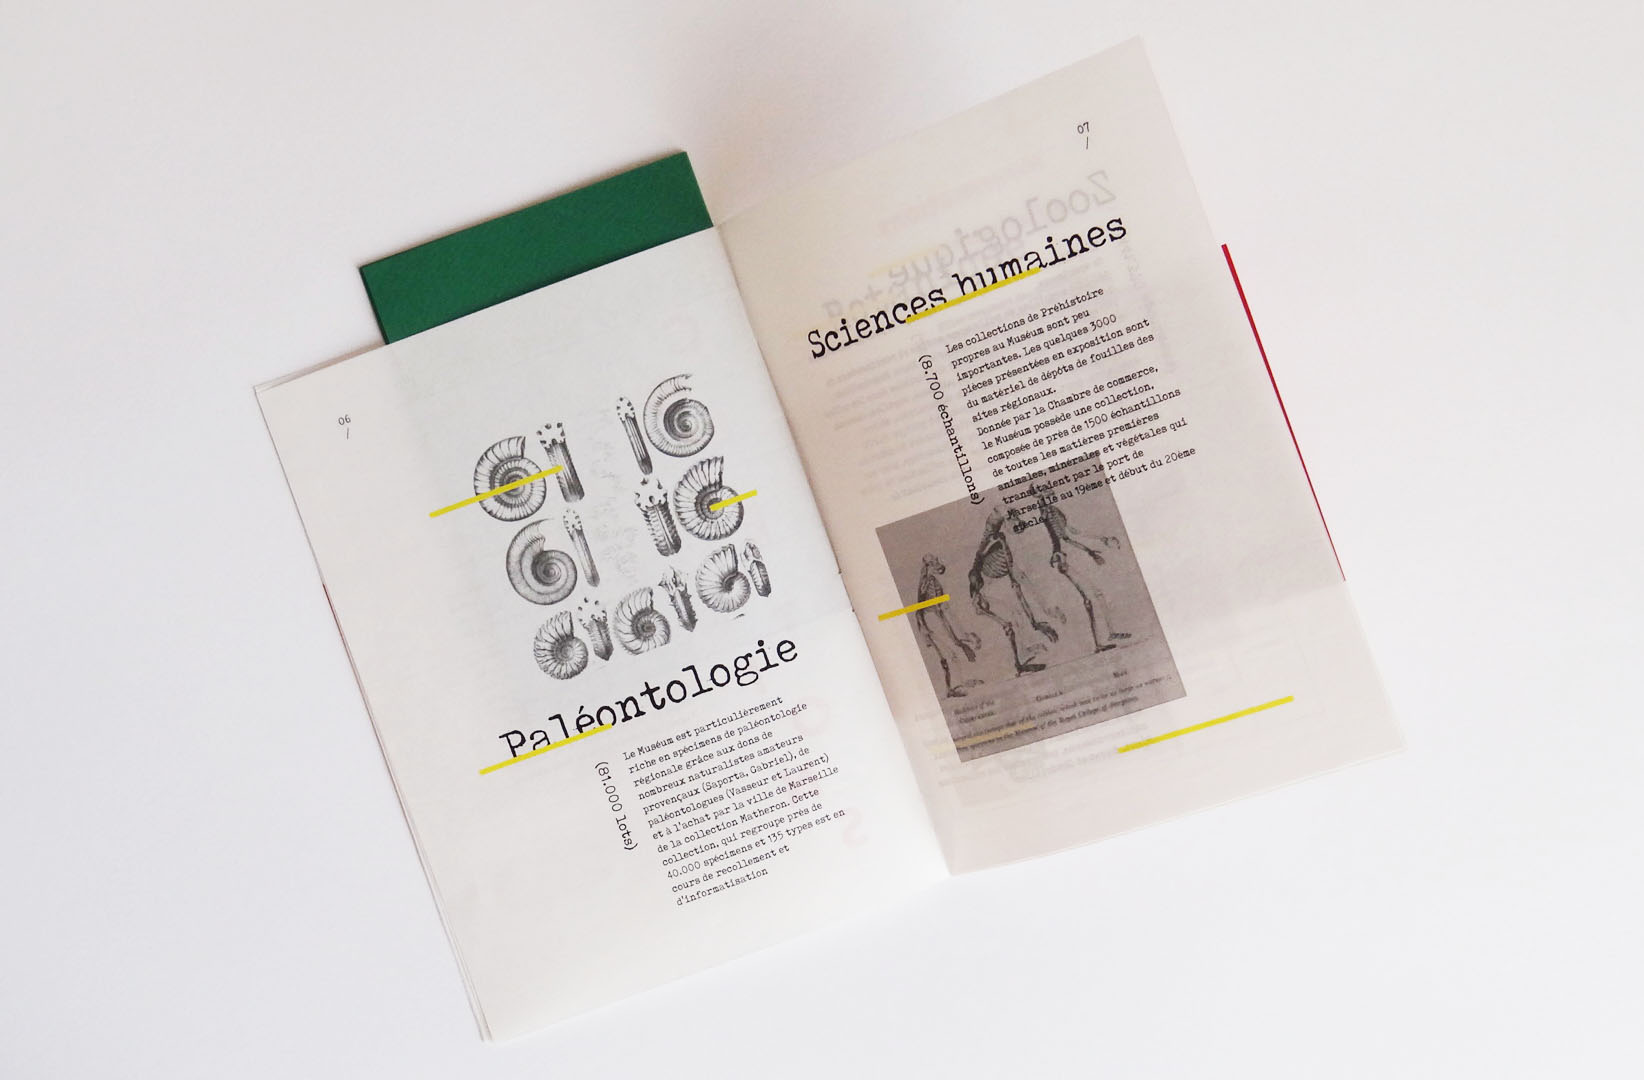 06
/
Paléontologie
(81.000 lots)
Le Muséum est particulièrement
riche en spécimens de paléontologie
régionale grâce aux dons de
nombreux naturalistes amateurs
provençaux (Saporta, Gabriel), de
paléontologues (Vasseur et Laurent)
et à l'achat par la ville de Marseille
de la collection Matheron. Cette
collection, qui regroupe près de
40.000 spécimens et 135 types est en
cours de recollement et
d'informatisation
07
/
Sciences humaines
(8.700 échantillons)
Les collections de Préhistoire
propres au Muséum sont peu
importantes. Les quelques 3000
pièces présentées en exposition sont
du matériel de dépôts de fouilles des
sites régionaux.
Donnée par la Chambre de commerce,
le Muséum possède une collection,
composée de près de 1500 échantillons
de toutes les matières premières
animales, minérales et végétales qui
transitaient par le port de
Marseille au 19ème et début du 20ème
siècle
Zoologique